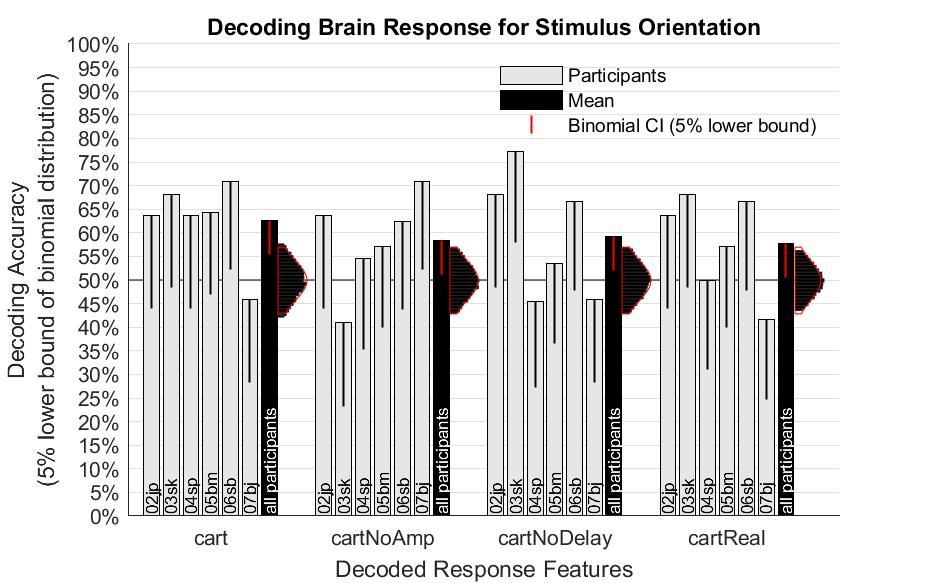 Decoding Brain Response for Stimulus Orientation
100%
95%
90%
85%
80%
75%
70%
65%
60%
55%
50%
45%
40%
35%
30%
25%
20%
15%
10%
5%
0%
Decoding Accuracy
(5% lower bound of binomial distribution)
Participants
Mean
Binomial CI (5% lower bound)
02jp
03sk
04sp
05bm
06sb
07bj
all participants
02jp
03sk
04sp
05bm
06sb
07bj
all participants
02jp
03sk
04sp
05bm
06sb
07bj
all participants
02jp
03sk
04sp
05bm
06sb
07bj
all participants
cart
cartNoAmp
cartNoDelay
cartReal
Decoded Response Features